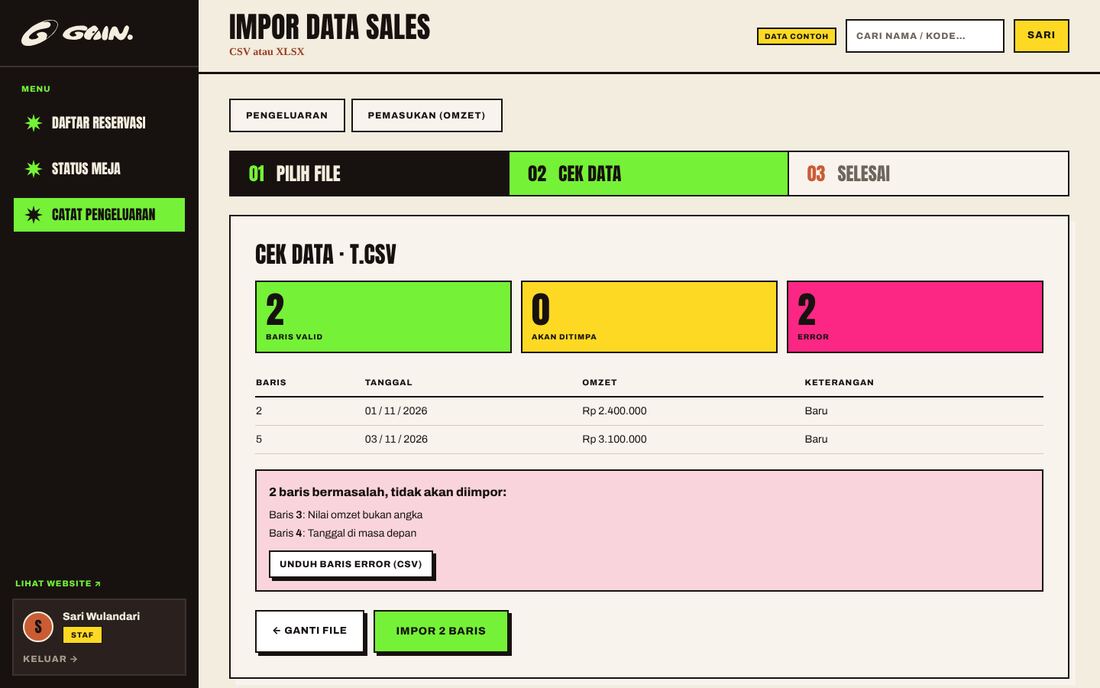 GAIN.
MENU
DAFTAR RESERVASI
STATUS MEJA
CATAT PENGELUARAN
LIHAT WEBSITE ↗
S
Sari Wulandari
STAF
KELUAR →
IMPOR DATA SALES
CSV atau XLSX
DATA CONTOH
CARI NAMA / KODE...
SARI
PENGELUARAN
PEMASUKAN (OMZET)
01 PILIH FILE
02 CEK DATA
03 SELESAI
CEK DATA · T.CSV
2
BARIS VALID
0
AKAN DITIMPA
2
ERROR
BARIS TANGGAL OMZET KETERANGAN
2 01 / 11 / 2026 Rp 2.400.000 Baru
5 03 / 11 / 2026 Rp 3.100.000 Baru
2 baris bermasalah, tidak akan diimpor:
Baris 3: Nilai omzet bukan angka
Baris 4: Tanggal di masa depan
UNDUH BARIS ERROR (CSV)
← GANTI FILE
IMPOR 2 BARIS